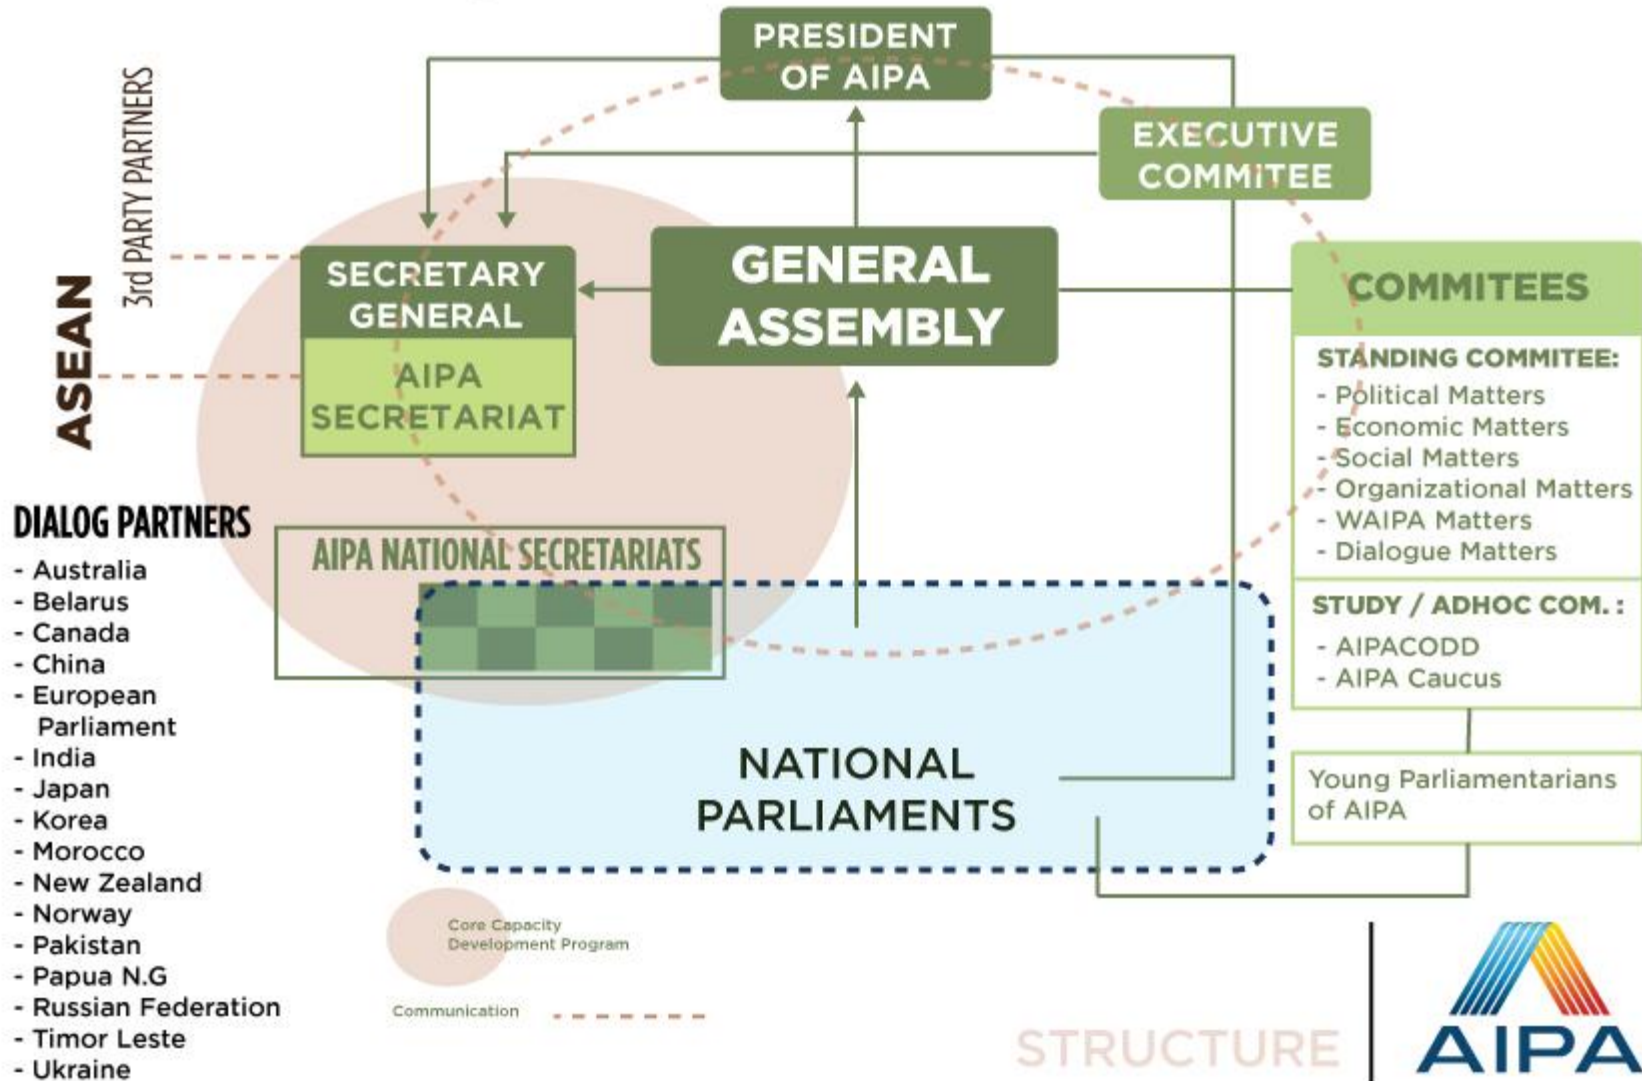 PRESIDENT
OF AIPA
EXECUTIVE
COMMITEE
3rd PARTY PARTNERS
ASEAN
SECRETARY
GENERAL
AIPA
SECRETARIAT
GENERAL
ASSEMBLY
COMMITEES
STANDING COMMITEE:
- Political Matters
- Economic Matters
- Social Matters
- Organizational Matters
- WAIPA Matters
- Dialogue Matters
STUDY / ADHOC COM. :
- AIPACODD
- AIPA Caucus
Young Parliamentarians
of AIPA
AIPA NATIONAL SECRETARIATS
NATIONAL
PARLIAMENTS
DIALOG PARTNERS
- Australia
- Belarus
- Canada
- China
- European
Parliament
- India
- Japan
- Korea
- Morocco
- New Zealand
- Norway
- Pakistan
- Papua N.G
- Russian Federation
- Timor Leste
- Ukraine
Core Capacity
Development Program
Communication
STRUCTURE
AIPA